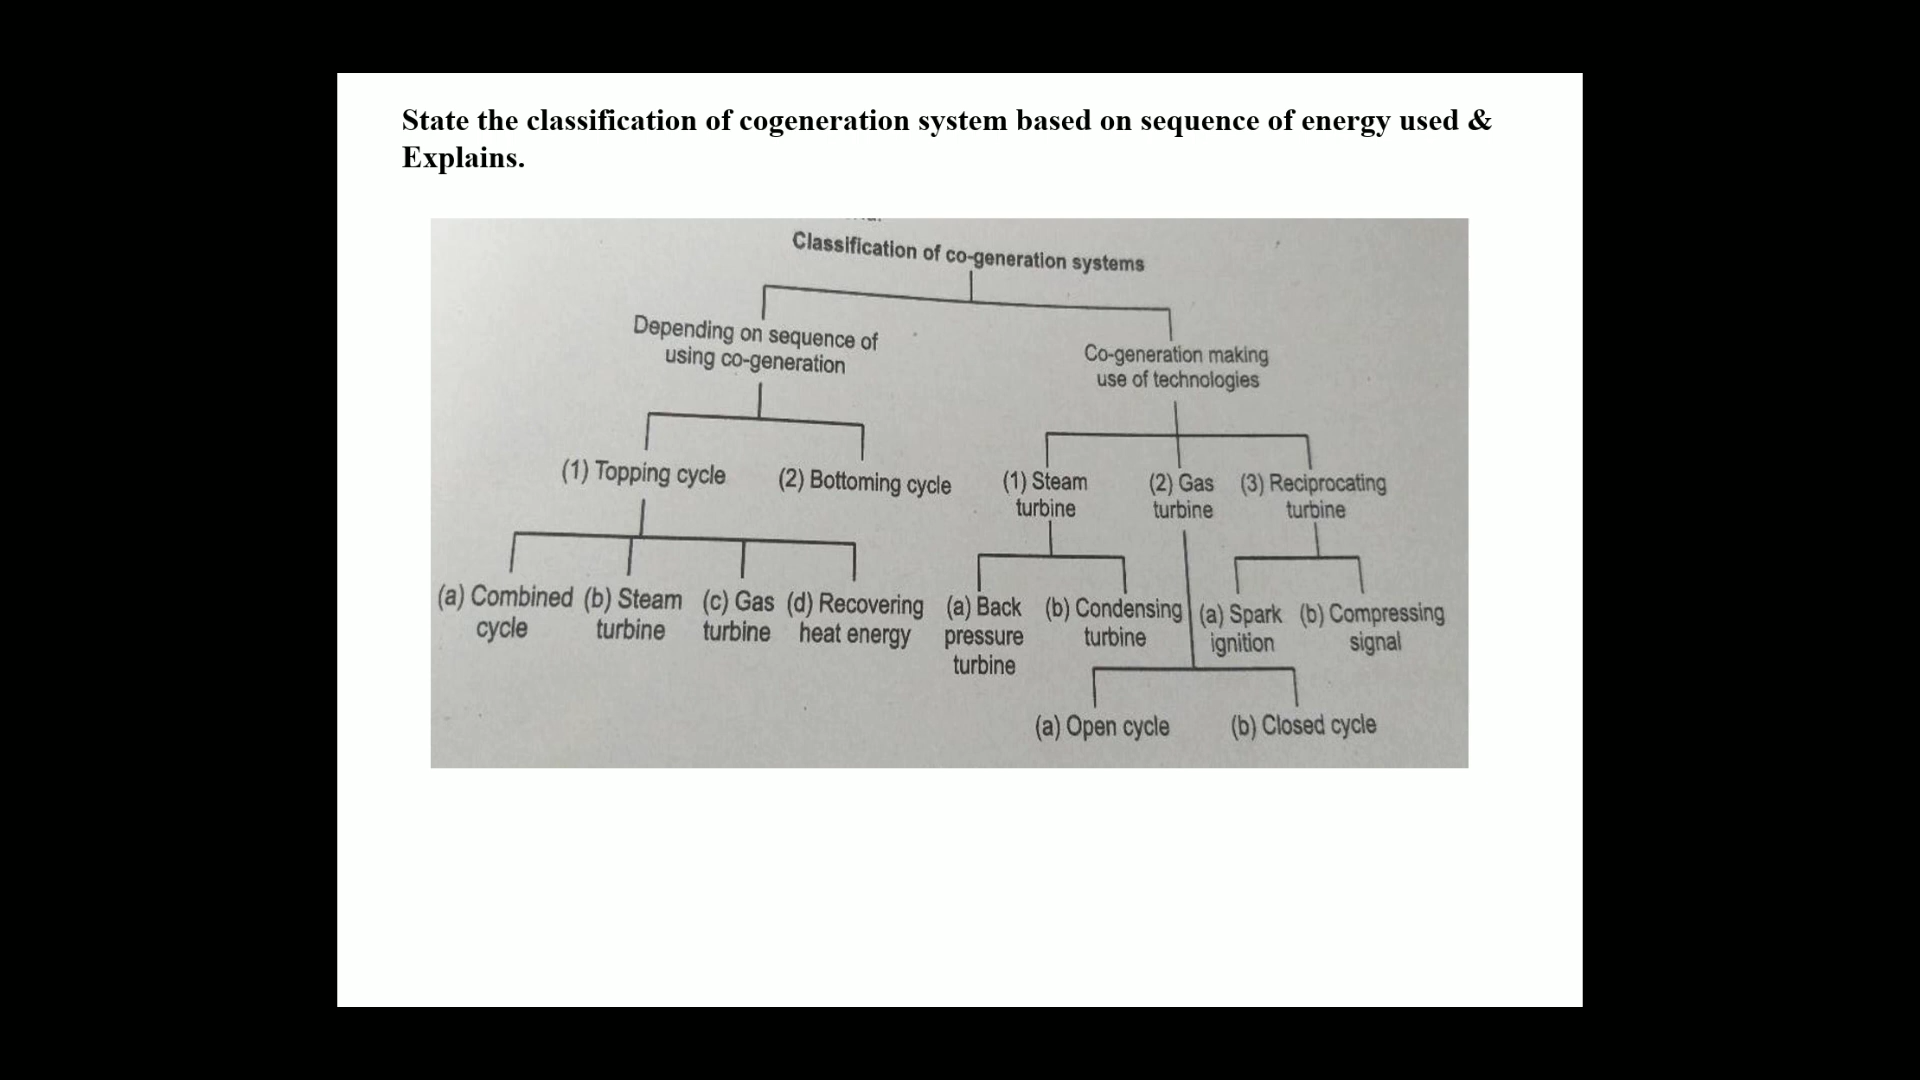 State the classification of cogeneration system based on sequence of energy used &
Explains.
Classification of co-generation systems
Depending on sequence of
using co-generation
Co-generation making
use of technologies
(1) Topping cycle
(2) Bottoming cycle
(1) Steam
turbine
(2) Gas
turbine
(3) Reciprocating
turbine
(a) Combined
cycle
(b) Steam
turbine
(c) Gas
turbine
(d) Recovering
heat energy
(a) Back
pressure
turbine
(b) Condensing
turbine
(a) Spark
ignition
(b) Compressing
signal
(a) Open cycle
(b) Closed cycle